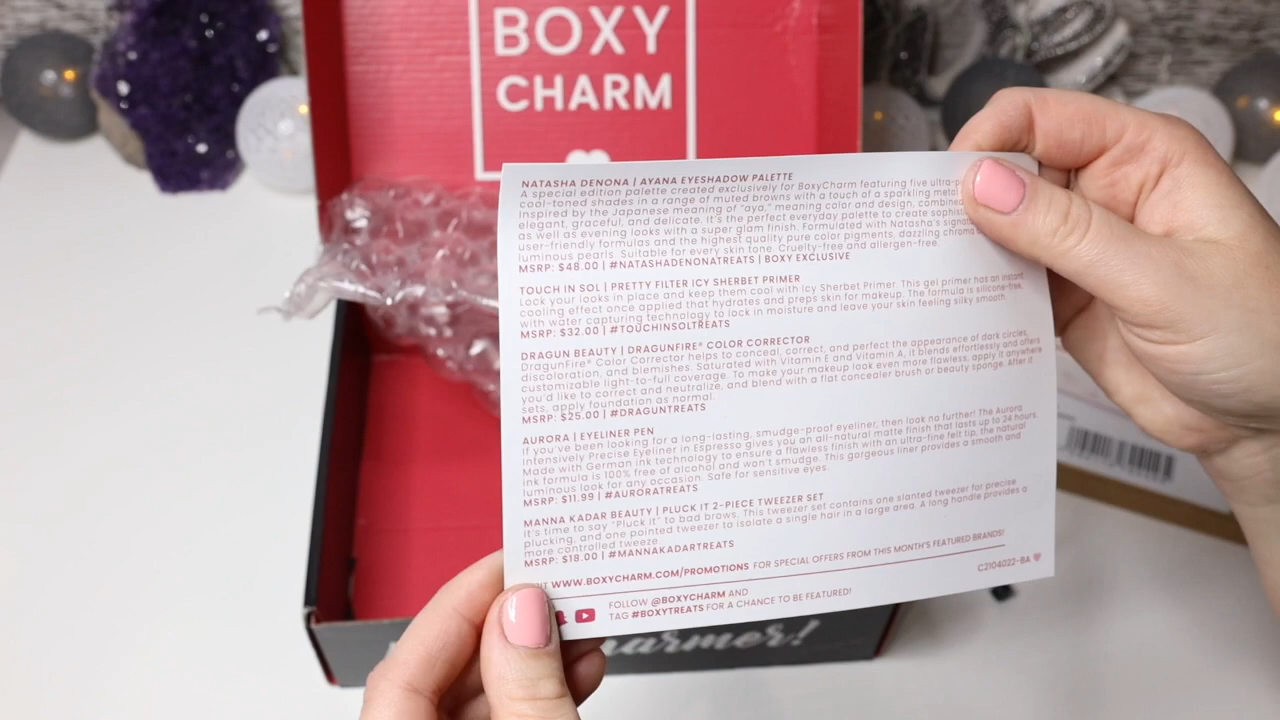 BOXY
CHARM
NATASHA DENONA | AYANA EYESHADOW PALETTE
A special edition palette created exclusively for BoxyCharm featuring five ultra-
cool-toned shades in a range of muted browns with a touch of a sparkling
Inspired by the Japanese meaning of "aya," meaning color and design, combined
elegant, graceful, and delicate. It's the perfect everyday palette to create
as well as evening looks with a super glam finish. Formulated with Natasha's
user-friendly formulas and the highest quality pure color pigments, dazzling
luminous pearls. Suitable for every skin tone. Cruelty-free and allergen-free.
MSRP: $48.00 | #NATASHADENONATREATS | BOXY EXCLUSIVE
TOUCH IN SOL | PRETTY FILTER ICY SHERBET PRIMER
Lock your looks in place and keep them cool with Icy Sherbet Primer. This gel primer has an instant
cooling effect once applied that hydrates and preps skin for makeup. The formula is silicone-free,
with water capturing technology to lock in moisture and leave your skin feeling silky smooth.
MSRP: $32.00 | #TOUCHINSOLTREATS
DRAGUN BEAUTY | DRAGUNFIRE® COLOR CORRECTOR
DragunFire® Color Corrector helps to conceal, correct, and perfect the appearance of dark circles,
discoloration, and blemishes. Saturated with Vitamin E and Vitamin A, it blends effortlessly and offers
customizable light-to-full coverage. To make your makeup look even more flawless, apply it anywhere
you'd like to correct and neutralize, and blend with a flat concealer brush or beauty sponge. After it
sets, apply foundation as normal.
MSRP: $25.00 | #DRAGUNTREATS
AURORA | EYELINER PEN
If you've been looking for a long-lasting, smudge-proof eyeliner, then look no further! The Aurora
Intensively Precise Eyeliner in Espresso gives you an all-natural matte finish that lasts up to 24 hours.
Made with German ink technology to ensure a flawless finish with an ultra-fine felt tip, the natural
ink formula is 100% free of alcohol and won't smudge. This gorgeous liner provides a smooth and
luminous look for any occasion. Safe for sensitive eyes.
MSRP: $11.99 | #AURORATREATS
MANNA KADAR BEAUTY | PLUCK IT 2-PIECE TWEEZER SET
It's time to say "Pluck It" to bad brows. This tweezer set contains one slanted tweezer for precise
plucking, and one pointed tweezer to isolate a single hair in a large area. A long handle provides a
more controlled tweeze.
MSRP: $18.00 | #MANNAKADARTREATS
WWW.BOXYCHARM.COM/PROMOTIONS FOR SPECIAL OFFERS FROM THIS MONTH'S FEATURED BRANDS!
C2104022-BA
FOLLOW @BOXYCHARM AND
TAG #BOXYTREATS FOR A CHANCE TO BE FEATURED!